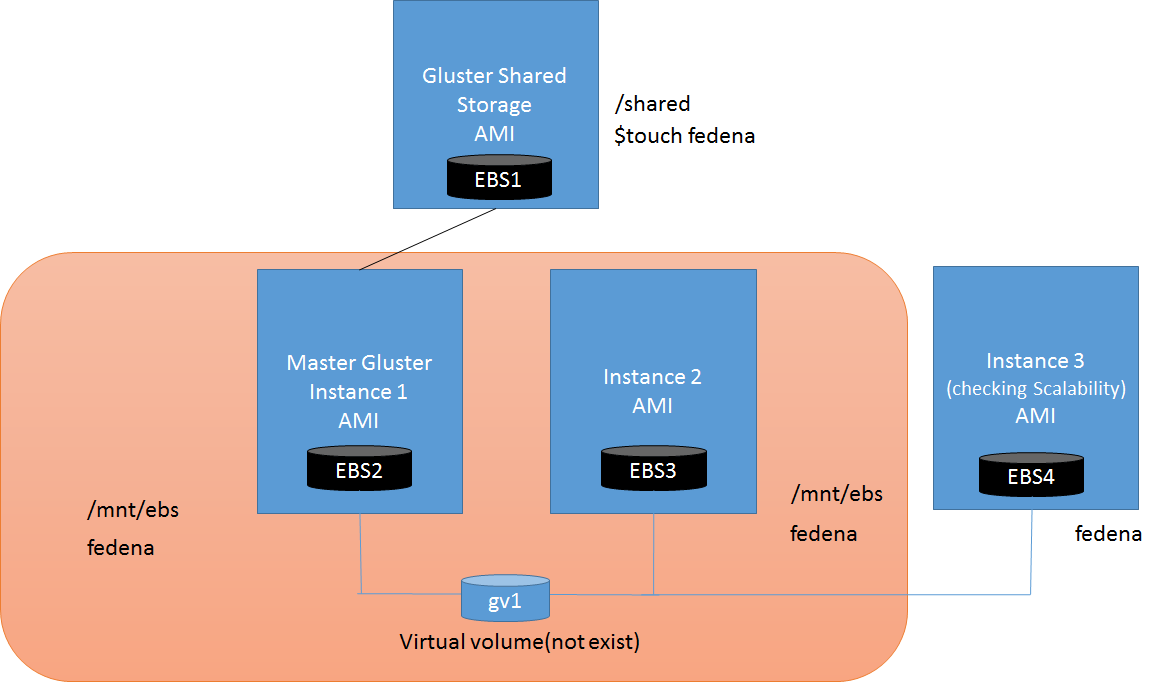 Gluster Shared
Storage
AMI
EBS1
/shared
$touch fedena
Master Gluster
Instance 1
AMI
EBS2
Instance 2
AMI
EBS3
Instance 3
(checking Scalability)
AMI
EBS4
/mnt/ebs
fedena
/mnt/ebs
fedena
fedena
gv1
Virtual volume(not exist)